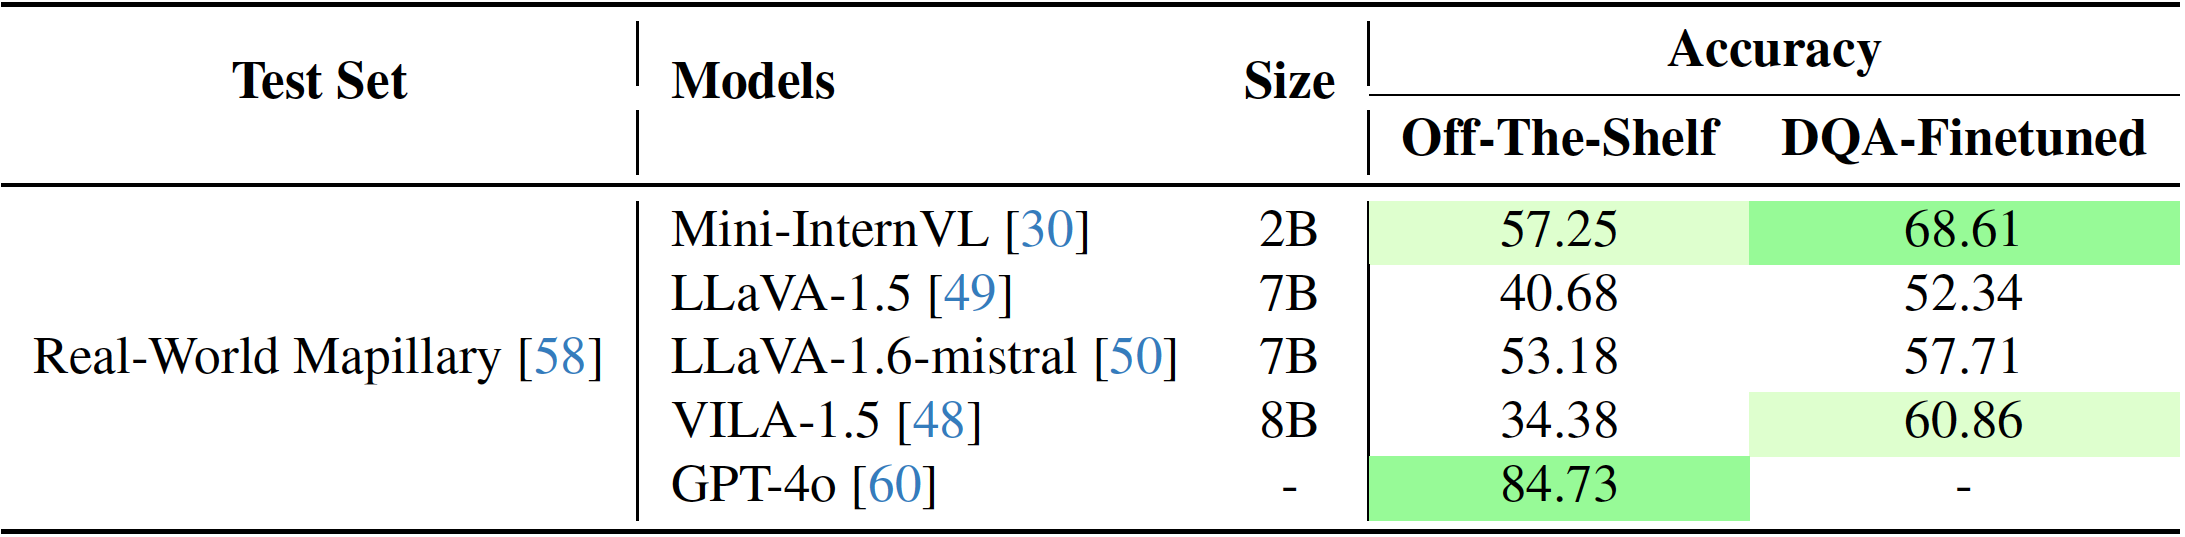 Test Set Models Size Accuracy
Off-The-Shelf DQA-Finetuned
Mini-InternVL [30] 2B 57.25 68.61
LLaVA-1.5 [49] 7B 40.68 52.34
Real-World Mapillary [58] LLaVA-1.6-mistral [50] 7B 53.18 57.71
VILA-1.5 [48] 8B 34.38 60.86
GPT-4o [60] - 84.73 -